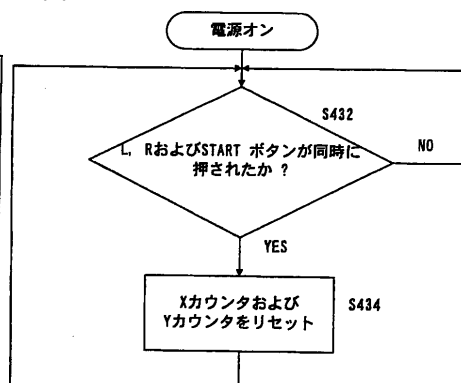 電源オン
S432
L, RおよびSTART ボタンが同時に
押されたか ?
NO
YES
Xカウンタおよび
Yカウンタをリセット
S434